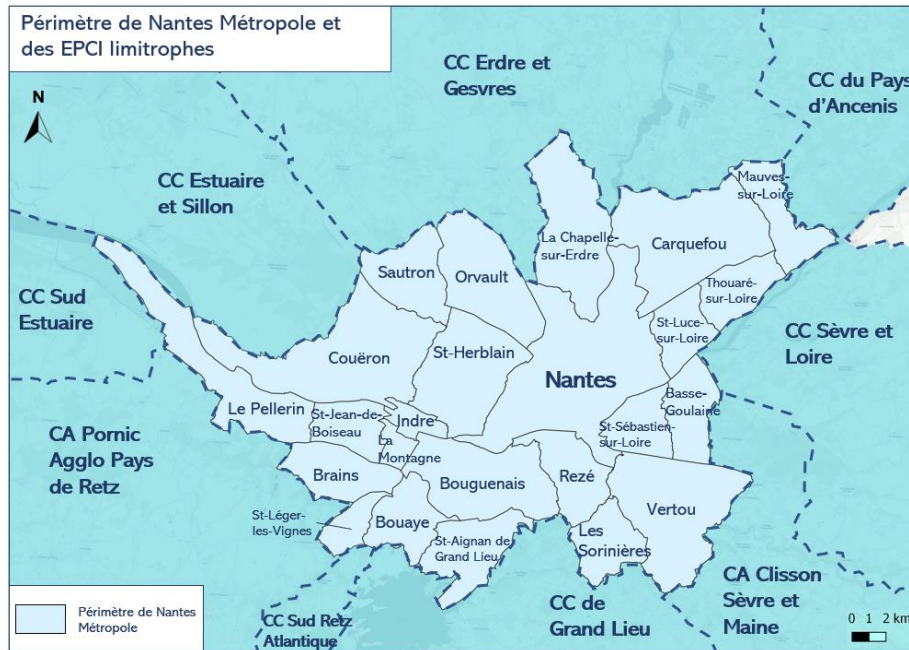 Périmètre de Nantes Métropole et
des EPCI limitrophes
N
CC Erdre et
Gesvres
CC du Pays
d'Ancenis
CC Estuaire
et Sillon
Mauves-
sur-Loire
La Chapelle-
sur-Erdre
Carquefou
Sautron
Orvault
Thouaré-
sur-Loire
CC Sud
Estuaire
St-Luce-
sur-Loire
CC Sèvre et
Loire
Couëron
St-Herblain
Nantes
Basse-
Goulaine
Le Pellerin
St-Jean-de-
Boiseau
Indre
La
Montagne
St-Sébastien-
sur-Loire
CA Pornic
Agglo Pays
de Retz
Brains
Bouguenais
Rezé
Vertou
St-Léger-
les-Vignes
Bouaye
St-Aignan de
Grand Lieu
Les
Sorinières
CA Clisson
Sèvre et
Maine
CC de
Grand Lieu
CC Sud Retz
Atlantique
Périmètre de Nantes
Métropole
0 1 2 km